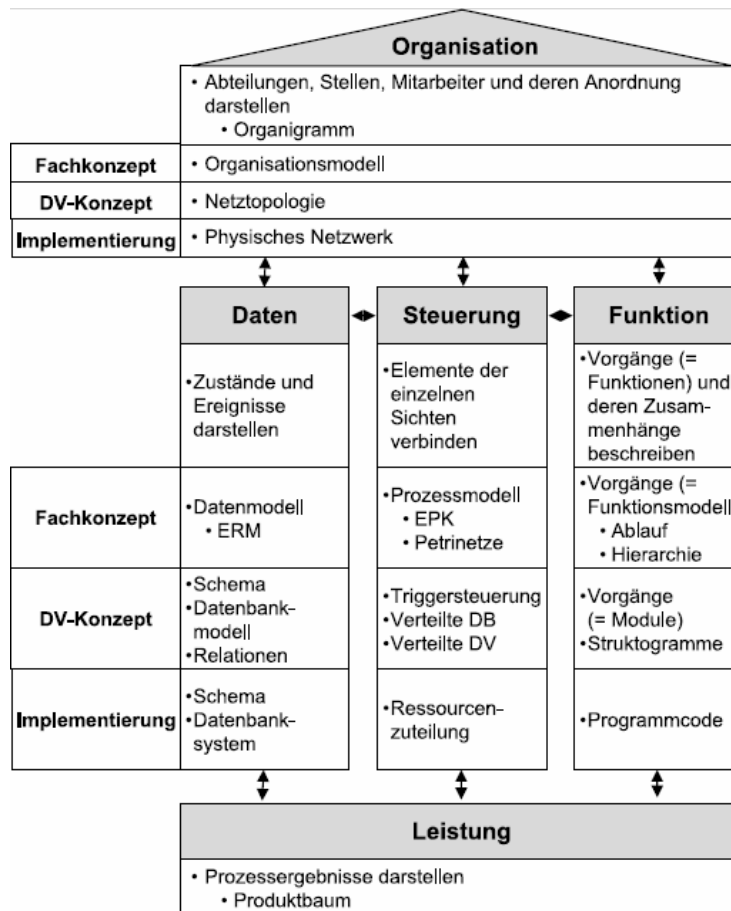 Organisation
• Abteilungen, Stellen, Mitarbeiter und deren Anordnung
darstellen
• Organigramm
Fachkonzept
• Organisationsmodell
DV-Konzept
• Netztopologie
Implementierung
• Physisches Netzwerk
Daten
Steuerung
Funktion
•Zustände und
Ereignisse
darstellen
•Elemente der
einzelnen
Sichten
verbinden
•Vorgänge (=
Funktionen) und
deren Zusam-
menhänge
beschreiben
Fachkonzept
•Datenmodell
• ERM
•Prozessmodell
• EPK
• Petrinetze
•Vorgänge (=
Funktionsmodell
• Ablauf
• Hierarchie
DV-Konzept
•Schema
•Datenbank-
modell
•Relationen
•Triggersteuerung
•Verteilte DB
•Verteilte DV
•Vorgänge
(= Module)
•Struktogramme
Implementierung
•Schema
•Datenbank-
system
•Ressourcen-
zuteilung
•Programmcode
Leistung
• Prozessergebnisse darstellen
• Produktbaum